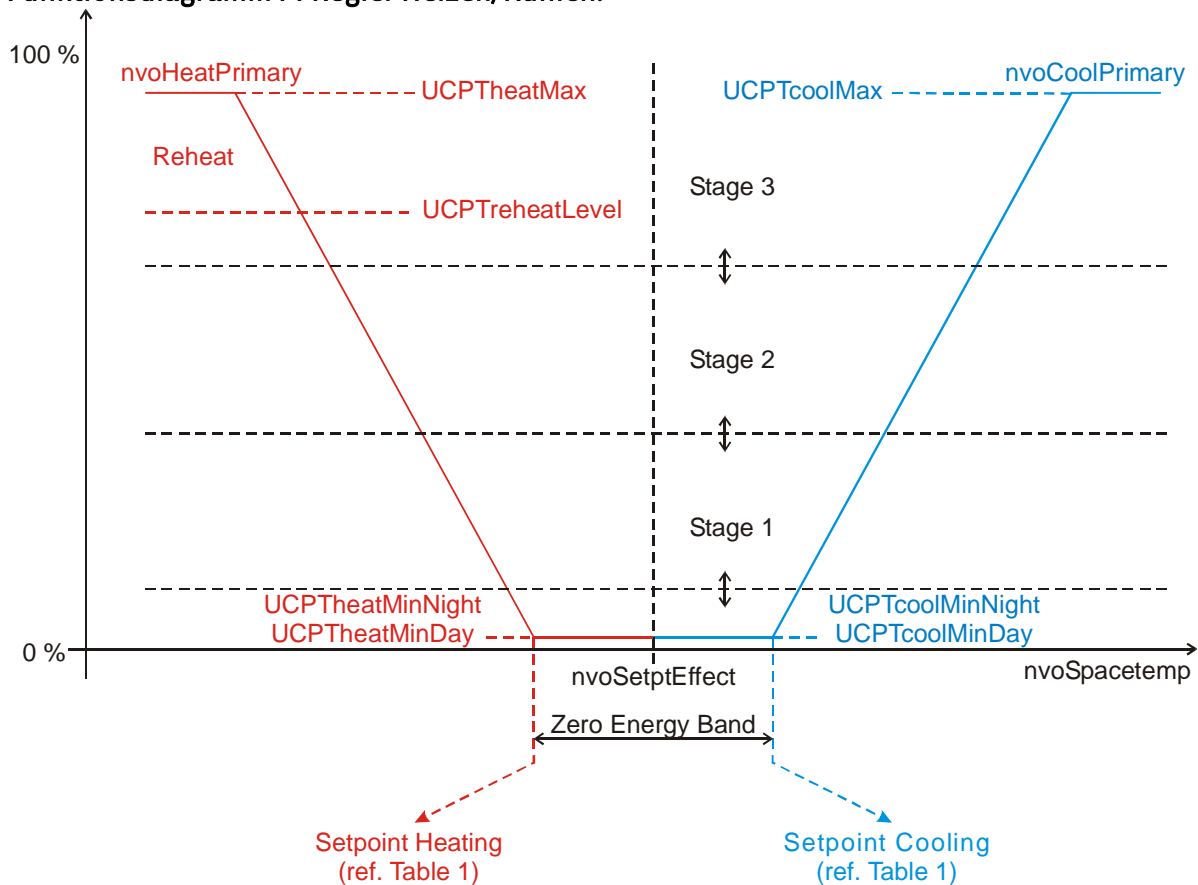 100 %
nvoHeatPrimary
nvoCoolPrimary
UCPTheatMax
UCPTcoolMax
Reheat
Stage 3
UCPTreheatLevel
Stage 2
Stage 1
UCPTheatMinNight
UCPTcoolMinNight
UCPTheatMinDay
UCPTcoolMinDay
0 %
nvoSetptEffect
nvoSpacetemp
Zero Energy Band
Setpoint Heating
(ref. Table 1)
Setpoint Cooling
(ref. Table 1)